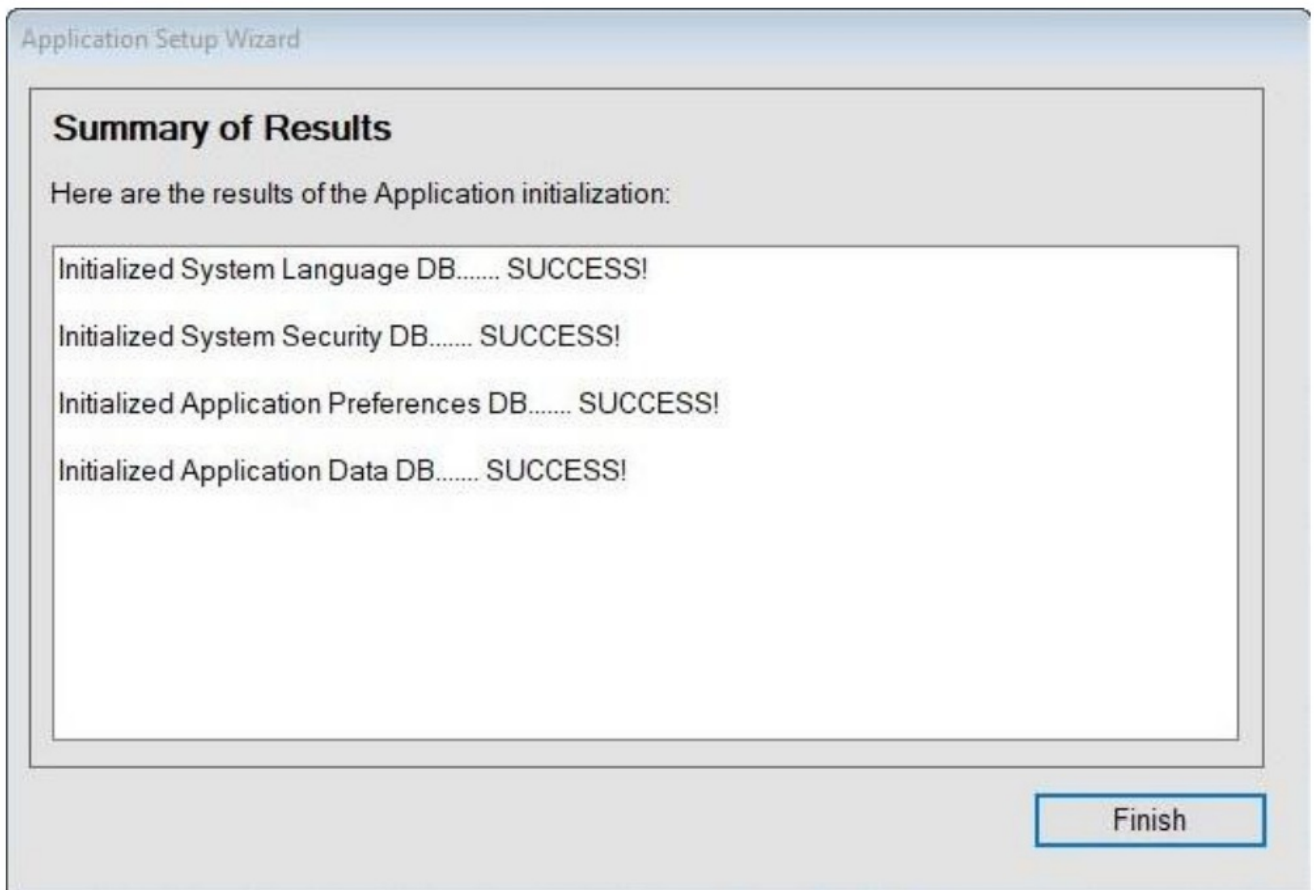 Application Setup Wizard
Summary of Results
Here are the results of the Application initialization:
Initialized System Language DB....... SUCCESS!
Initialized System Security DB....... SUCCESS!
Initialized Application Preferences DB....... SUCCESS!
Initialized Application Data DB....... SUCCESS!
Finish